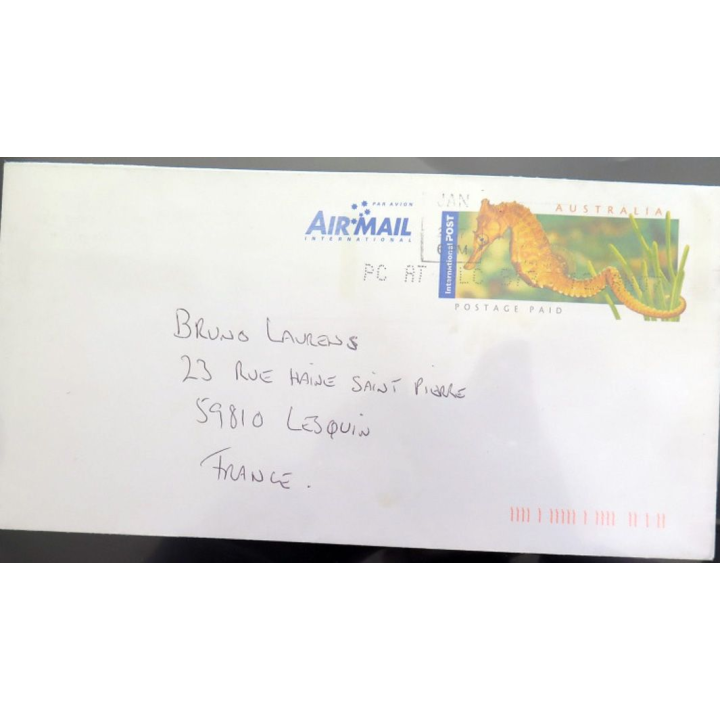 PAR AVION
AIR MAIL
INTERNATIONAL
JAN
AUSTRALIA
International POST
PC AT
POSTAGE PAID
BRUNO LAURENS
23 RUE HAINE SAINT PIERRE
59810 LESQUIN
FRANCE.